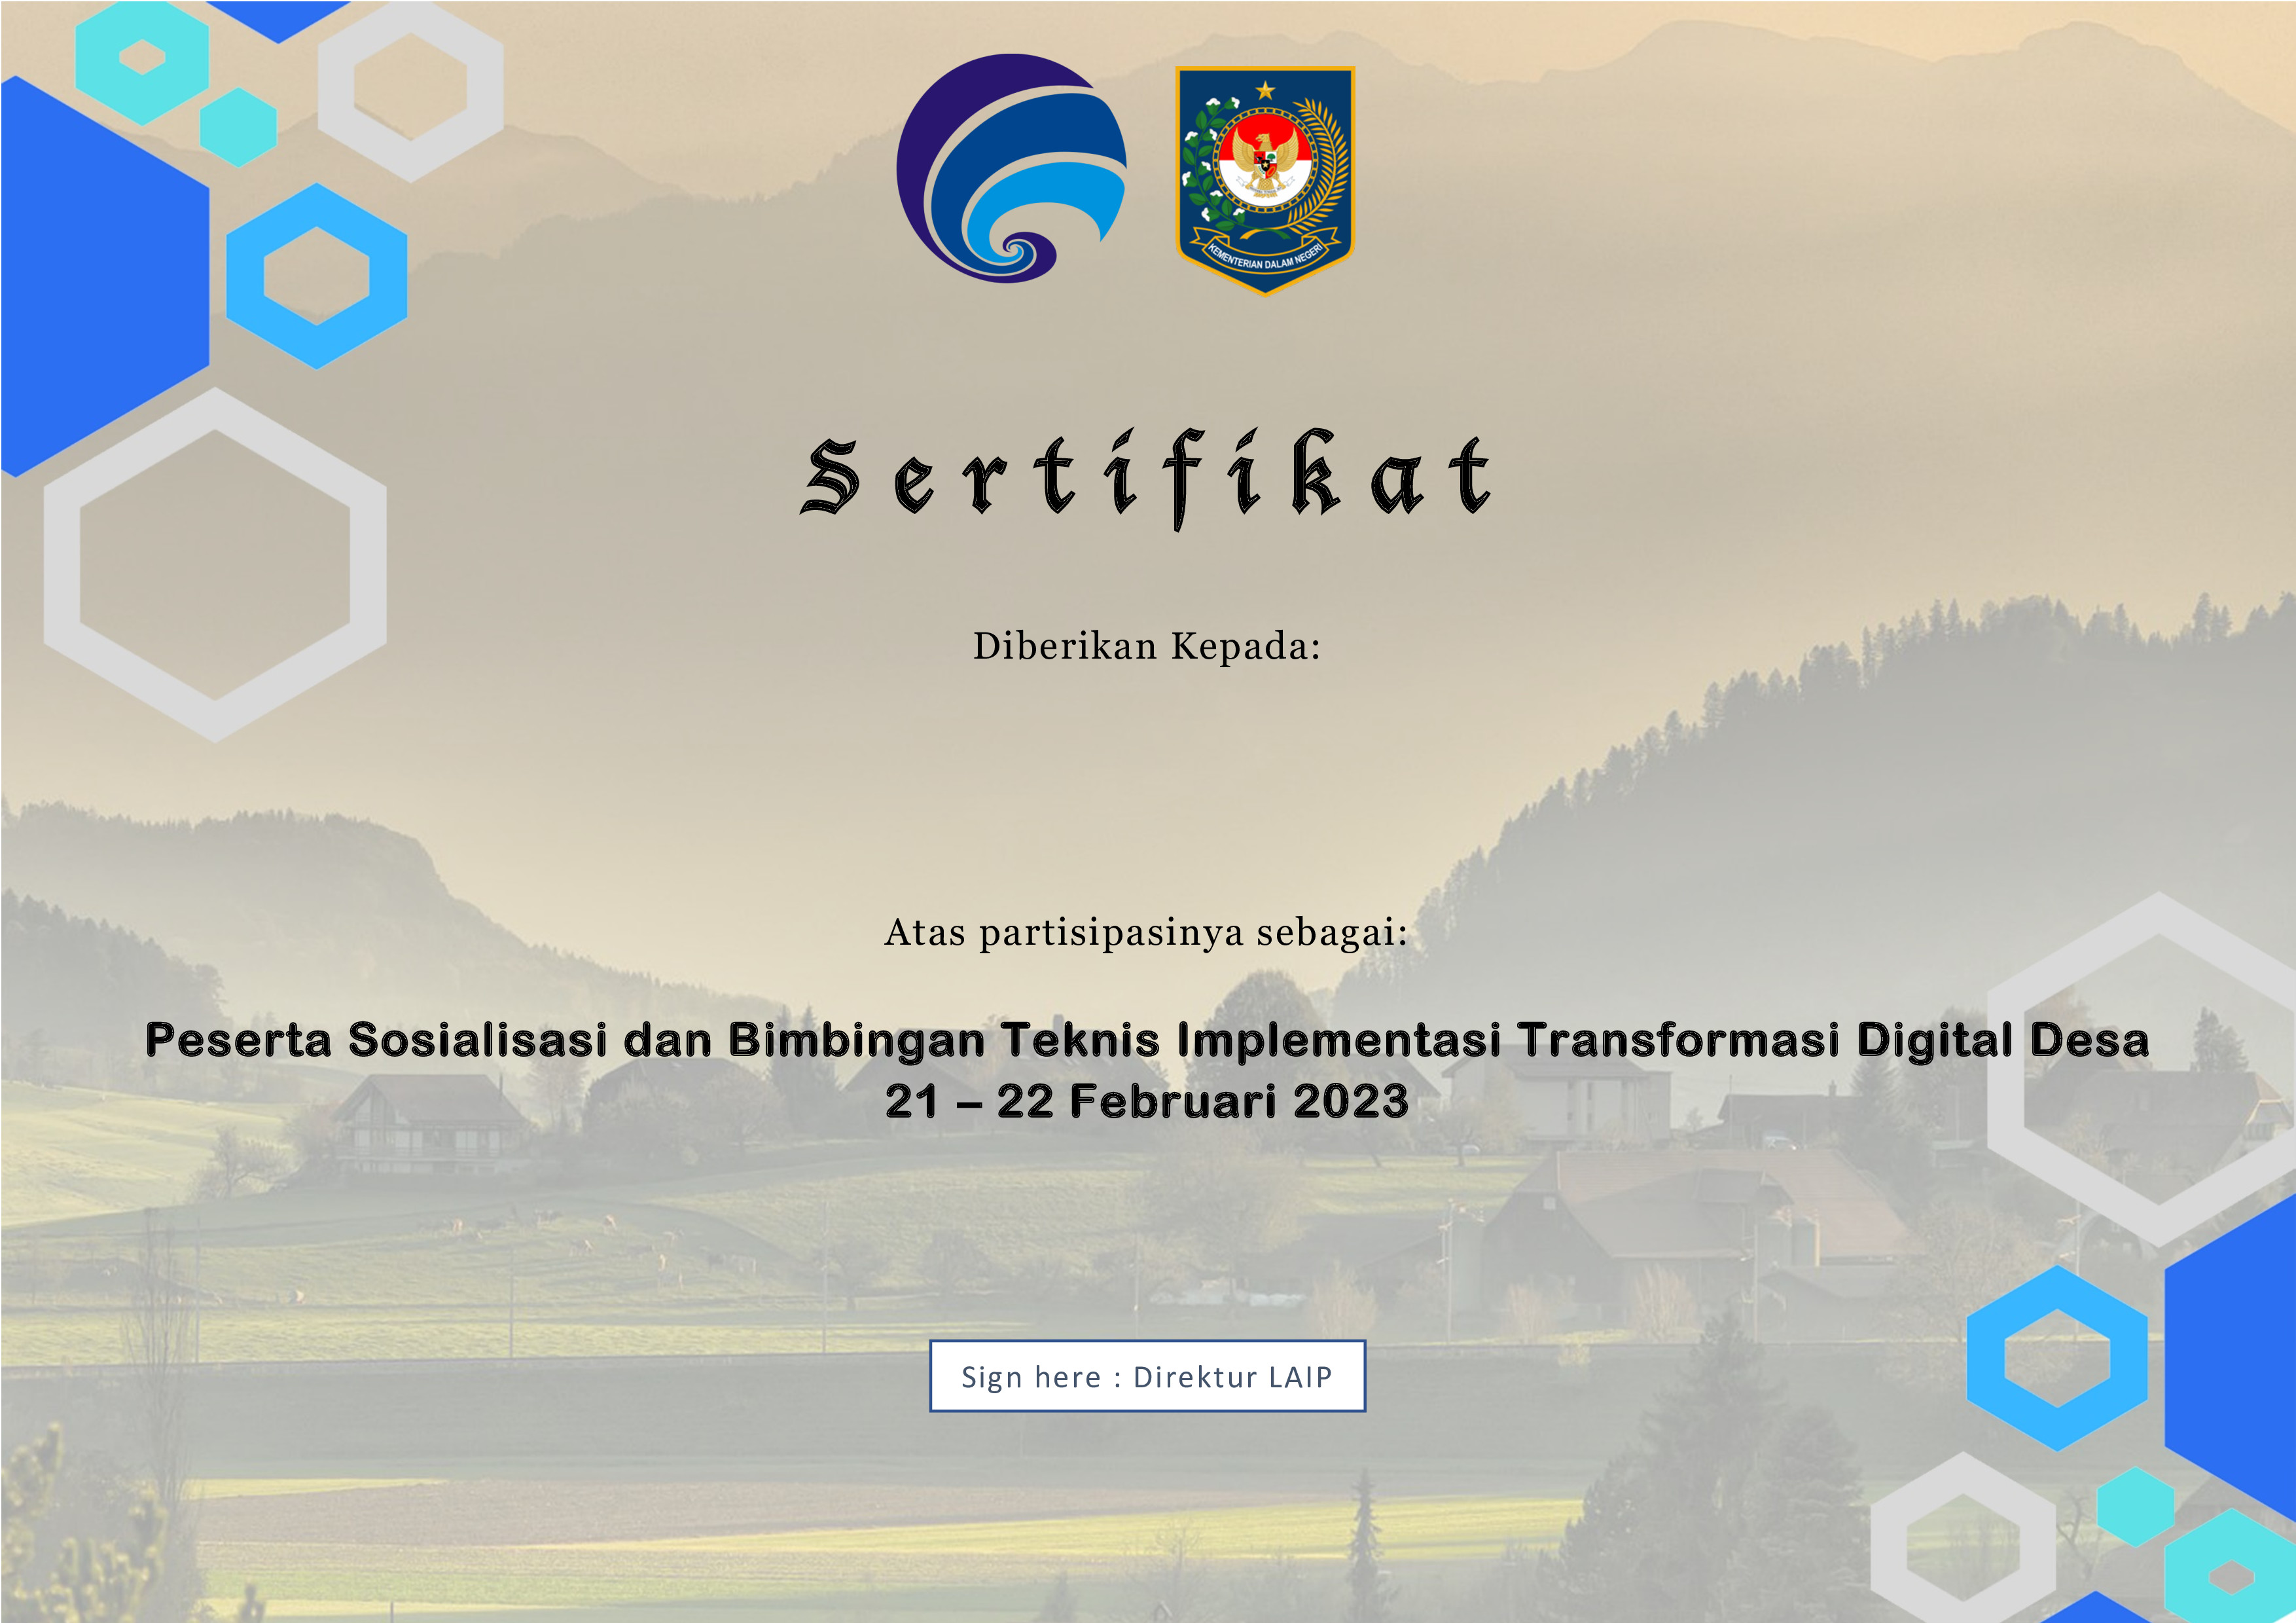 KEMENTERIAN DALAM NEGERI
Sertifikat
Diberikan Kepada:
Atas partisipasinya sebagai:
Peserta Sosialisasi dan Bimbingan Teknis Implementasi Transformasi Digital Desa
21 – 22 Februari 2023
Sign here : Direktur LAIP